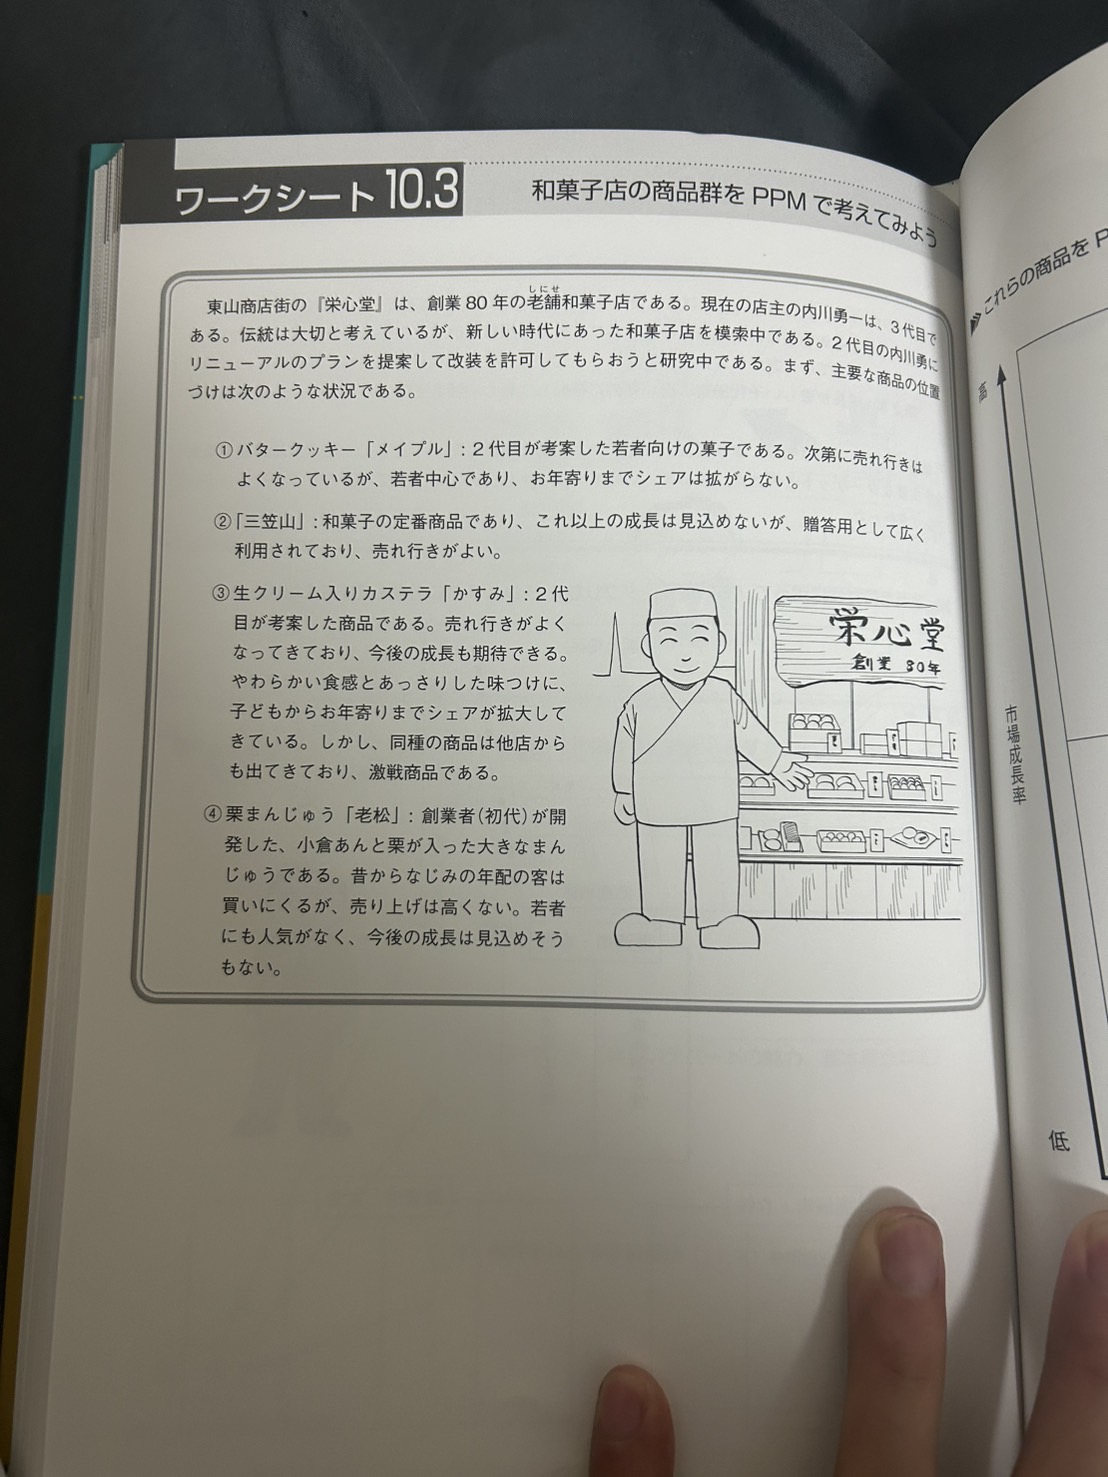 ワークシート 10.3
和菓子店の商品群を PPM で考えてみよう
東山商店街の『栄心堂』は、創業 80 年の老舗和菓子店である。現在の店主の内川勇一は、3 代目で
しにせ
ある。伝統は大切と考えているが、新しい時代にあった和菓子店を模索中である。2 代目の内川勇に
リニューアルのプランを提案して改装を許可してもらおうと研究中である。まず、主要な商品の位置
づけは次のような状況である。
① バタークッキー「メイプル」: 2 代目が考案した若者向けの菓子である。次第に売れ行きは
よくなっているが、若者中心であり、お年寄りまでシェアは拡がらない。
②「三笠山」: 和菓子の定番商品であり、これ以上の成長は見込めないが、贈答用として広く
利用されており、売れ行きがよい。
③ 生クリーム入りカステラ「かすみ」: 2 代
目が考案した商品である。売れ行きがよく
なってきており、今後の成長も期待できる。
やわらかい食感とあっさりした味つけに、
子どもからお年寄りまでシェアが拡大して
きている。しかし、同種の商品は他店から
も出てきており、激戦商品である。
④ 栗まんじゅう「老松」: 創業者(初代)が開
発した、小倉あんと栗が入った大きなまん
じゅうである。昔からなじみの年配の客は
買いにくるが、売り上げは高くない。若者
にも人気がなく、今後の成長は見込めそう
もない。
栄心堂
創業 80年
これらの商品を P
高
市場成長率
低